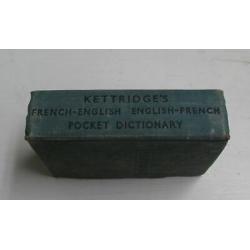 KETTRIDGE'S
FRENCH-ENGLISH ENGLISH-FRENCH
POCKET DICTIONARY